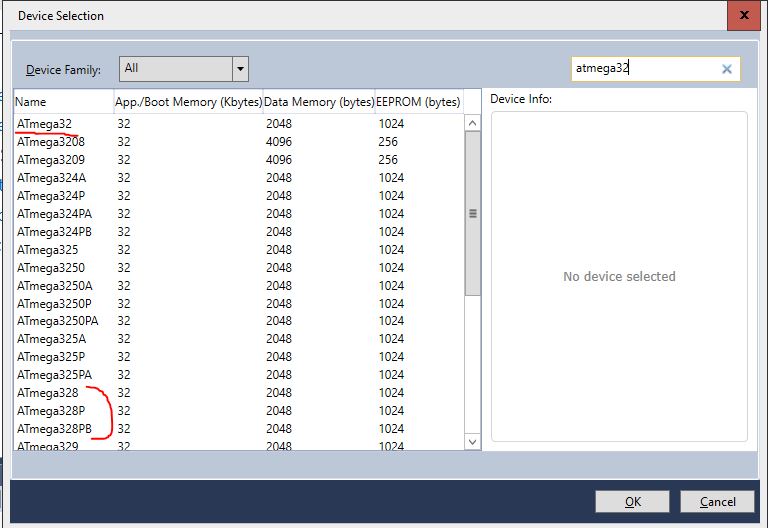 Device Selection
Device Family: All atmega32
Name App./Boot Memory (Kbytes) Data Memory (bytes) EEPROM (bytes) Device Info:
ATmega32 32 2048 1024
ATmega3208 32 4096 256
ATmega3209 32 4096 256
ATmega324A 32 2048 1024
ATmega324P 32 2048 1024
ATmega324PA 32 2048 1024
ATmega324PB 32 2048 1024
ATmega325 32 2048 1024
ATmega3250 32 2048 1024
No device selected
ATmega3250A 32 2048 1024
ATmega3250P 32 2048 1024
ATmega3250PA 32 2048 1024
ATmega325A 32 2048 1024
ATmega325P 32 2048 1024
ATmega325PA 32 2048 1024
ATmega328 32 2048 1024
ATmega328P 32 2048 1024
ATmega328PB 32 2048 1024
ATmega329 32 2048 1024
OK Cancel